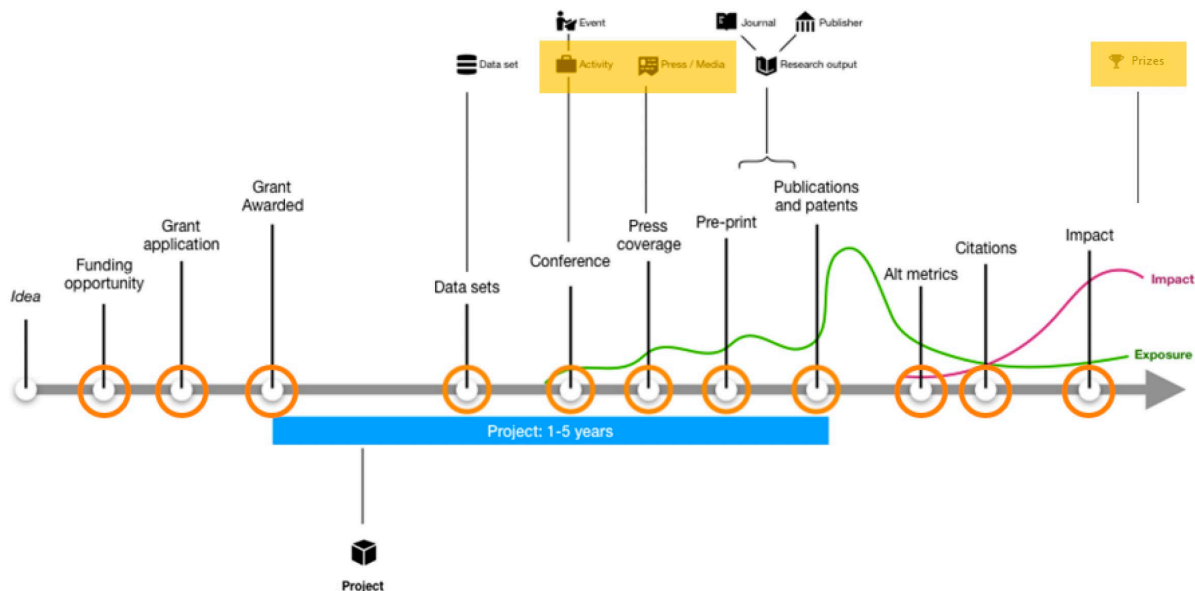 Event
Journal
Publisher
Data set
Activity
Press / Media
Research output
Prizes
Grant
Awarded
Publications
and patents
Grant
application
Press
coverage
Pre-print
Funding
opportunity
Conference
Citations
Impact
Idea
Data sets
Alt metrics
Impact
Exposure
Project: 1-5 years
Project